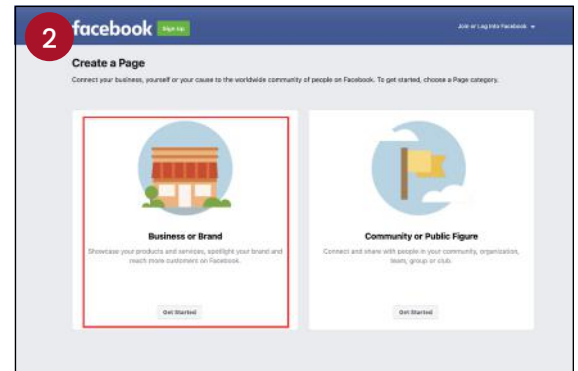 2
facebook Sign Up
Join or Log Into Facebook
Create a Page
Connect your business, yourself or your cause to the worldwide community of people on Facebook. To get started, choose a Page category.
Business or Brand
Showcase your products and services, spotlight your brand and
reach more customers on Facebook.
Get Started
Community or Public Figure
Connect and share with people in your community, organization,
team, group or club.
Get Started